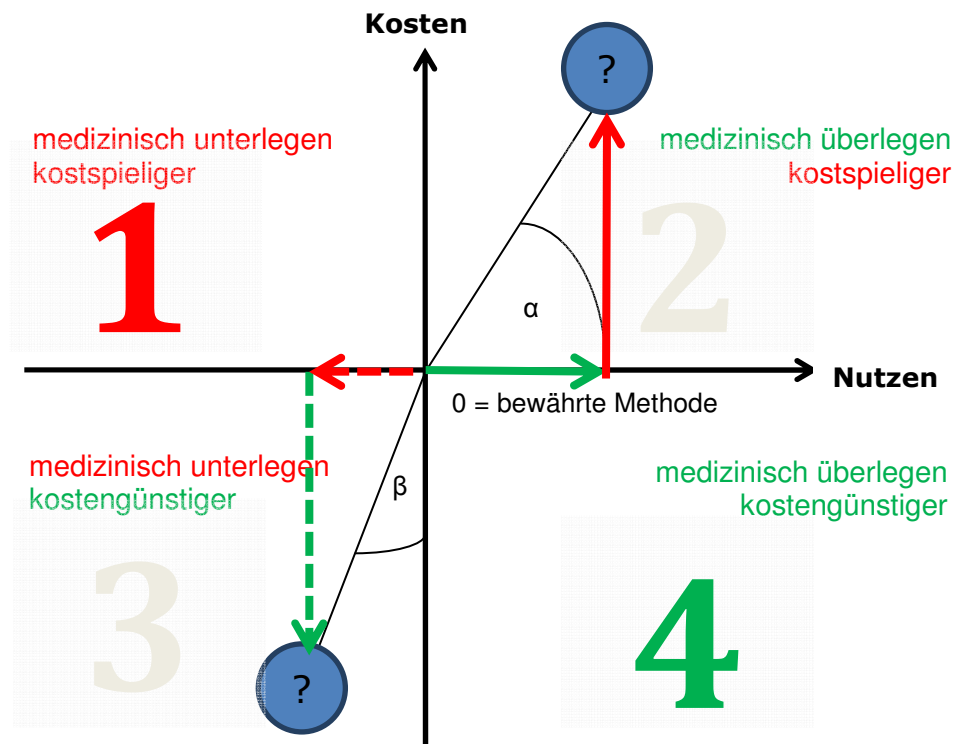 Kosten
?
medizinisch unterlegen
kostspieliger
1
medizinisch überlegen
kostspieliger
2
α
Nutzen
0 = bewährte Methode
medizinisch unterlegen
kostengünstiger
3
β
?
medizinisch überlegen
kostengünstiger
4